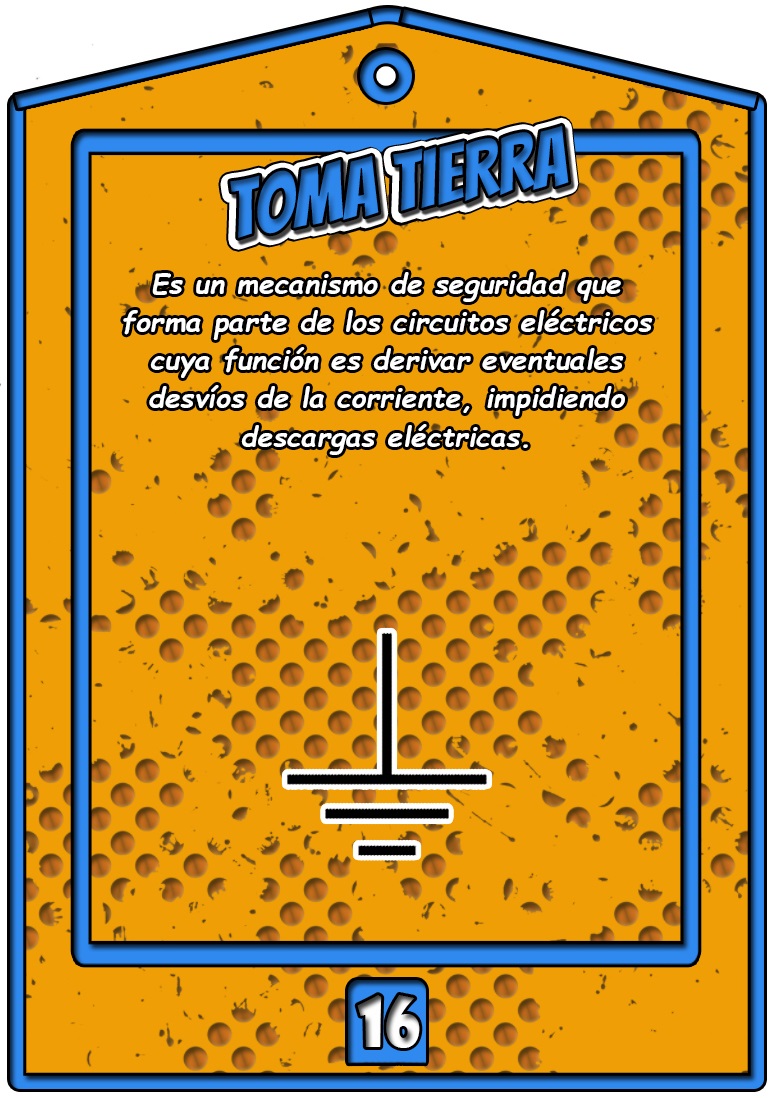 TOMA TIERRA
Es un mecanismo de seguridad que
forma parte de los circuitos eléctricos
cuya función es derivar eventuales
desvíos de la corriente, impidiendo
descargas eléctricas.
16